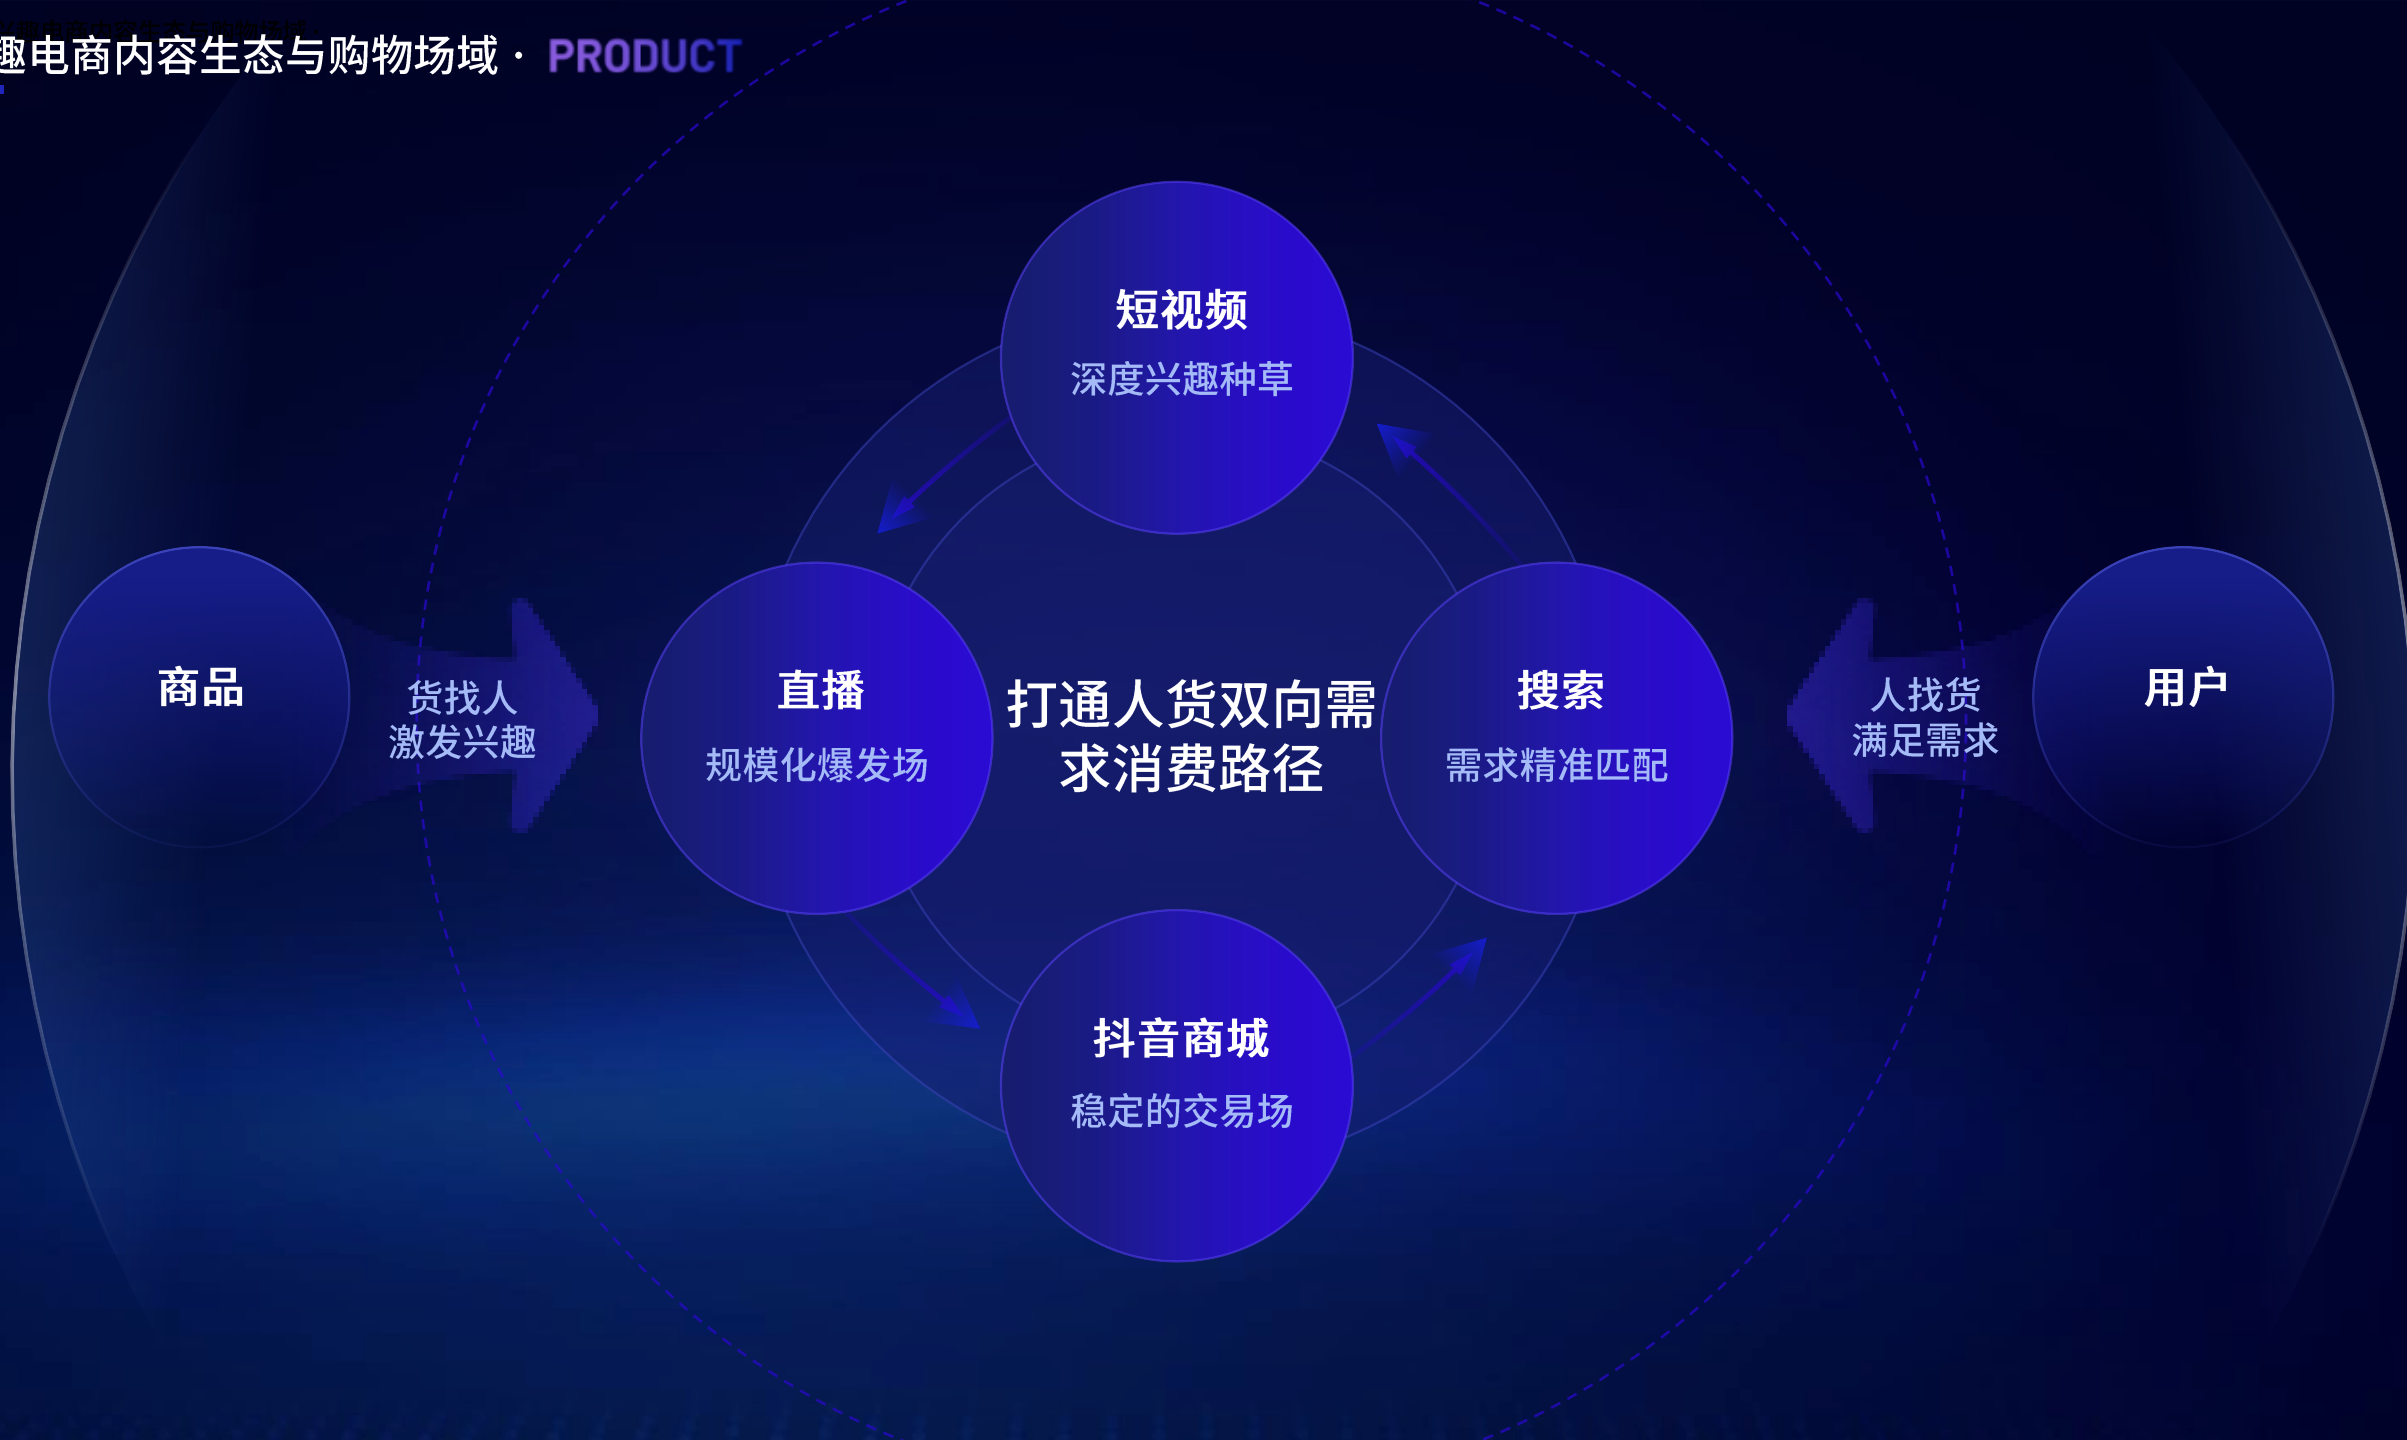 趣电商内容生态与购物场域 · PRODUCT
短视频
深度兴趣种草
商品
货找人
激发兴趣
直播
规模化爆发场
打通人货双向需
求消费路径
搜索
需求精准匹配
人找货
满足需求
用户
抖音商城
稳定的交易场